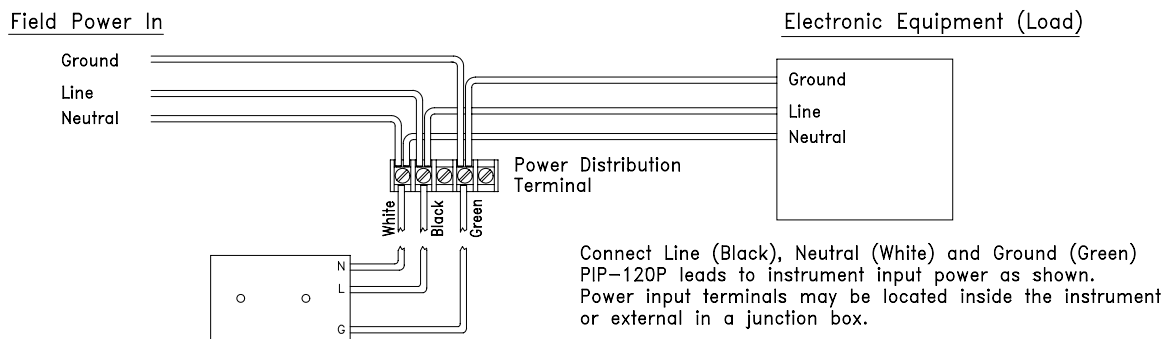 Field Power In
Electronic Equipment (Load)
Ground
Line
Neutral
Ground
Line
Neutral
Power Distribution
Terminal
White
Black
Green
N
L
G
Connect Line (Black), Neutral (White) and Ground (Green)
PIP-120P leads to instrument input power as shown.
Power input terminals may be located inside the instrument
or external in a junction box.